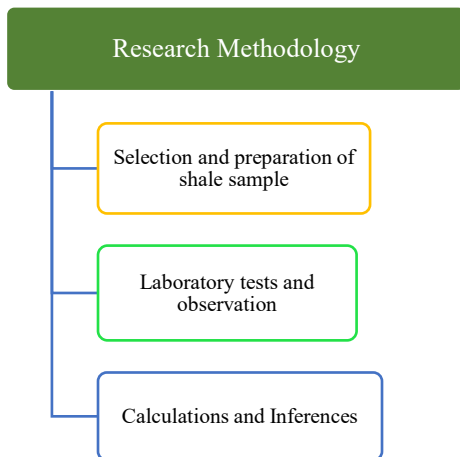 Research Methodology
Selection and preparation of
shale sample
Laboratory tests and
observation
Calculations and Inferences